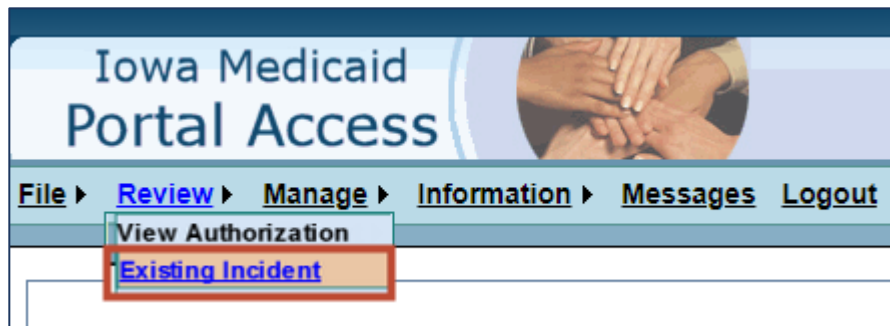 Iowa Medicaid
Portal Access
File Review Manage Information Messages Logout
View Authorization
Existing Incident